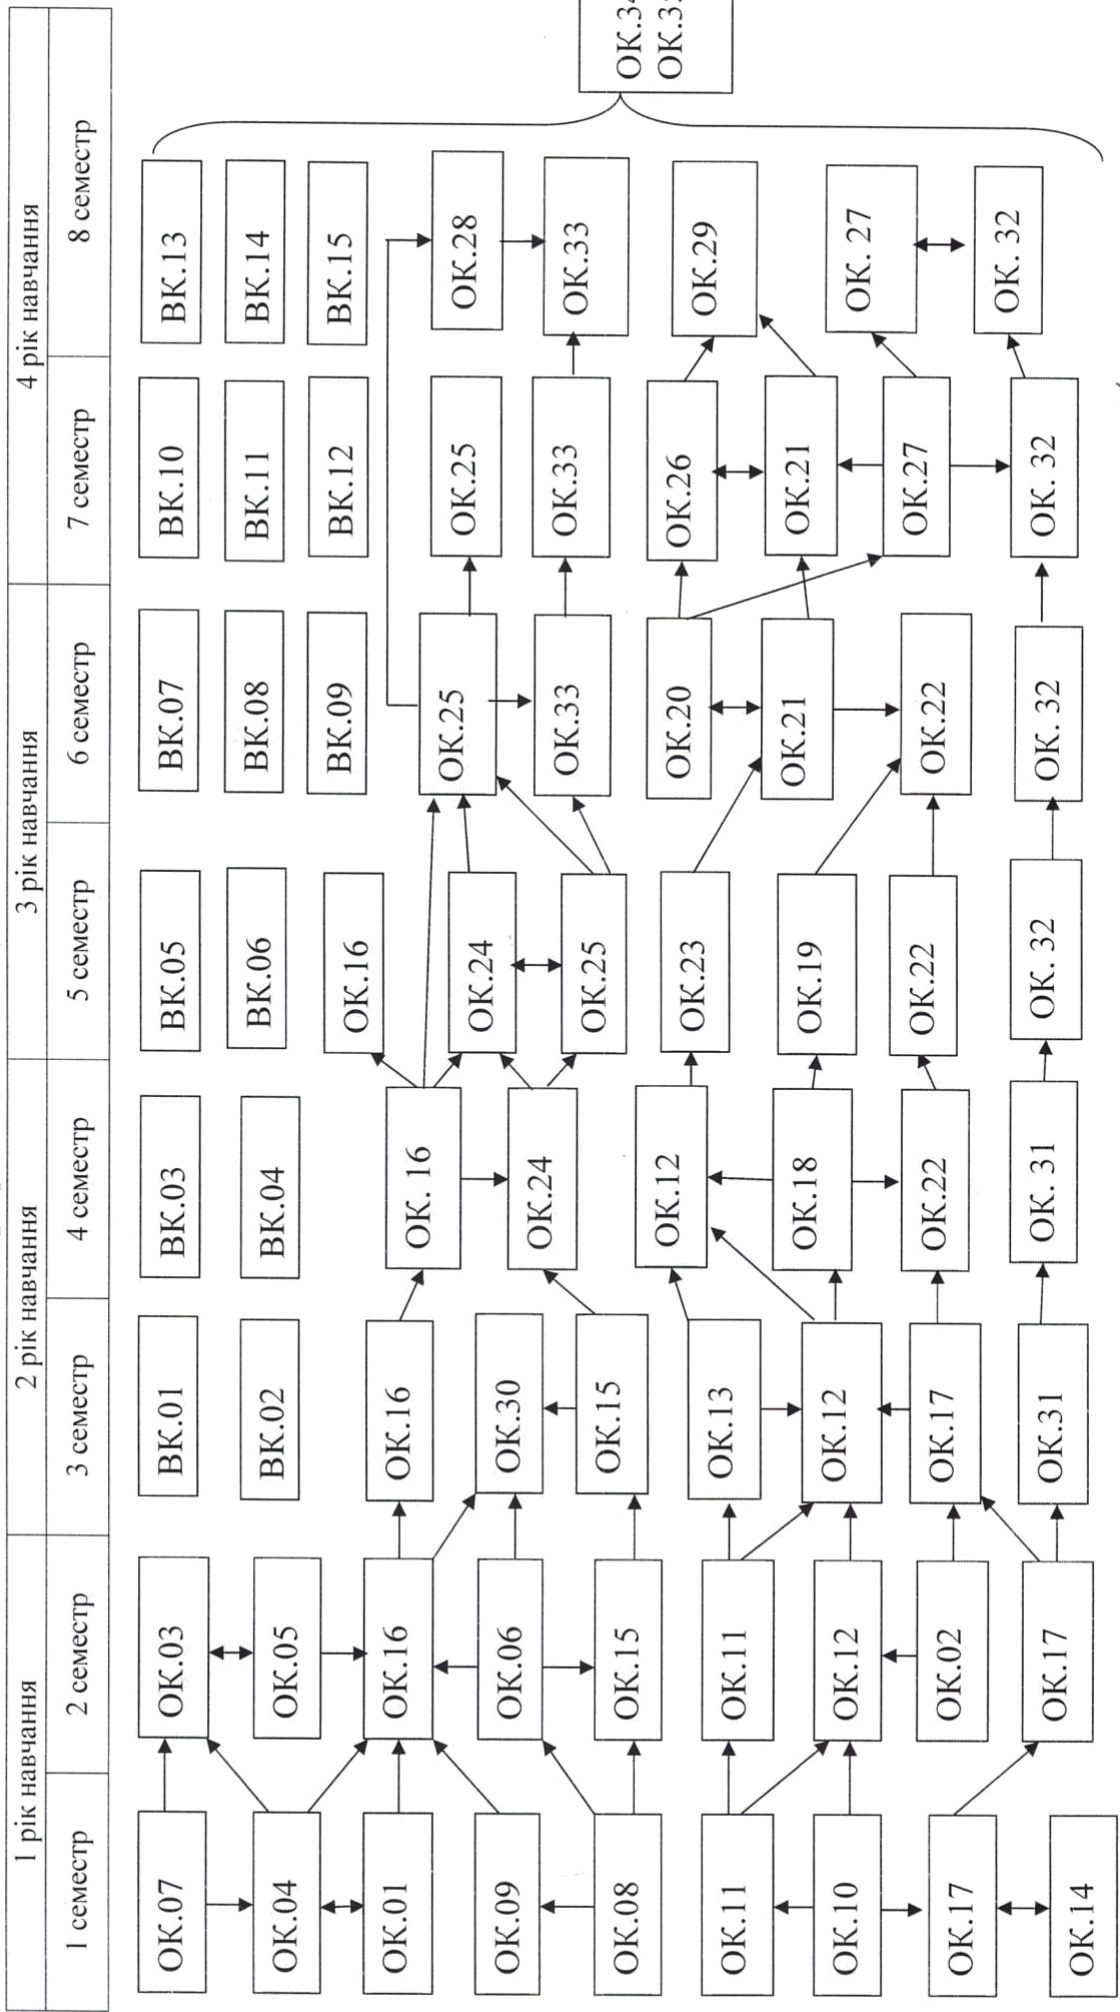 1 рік навчання
2 рік навчання
3 рік навчання
4 рік навчання
1 семестр
2 семестр
3 семестр
4 семестр
5 семестр
6 семестр
7 семестр
8 семестр
ОК.07
ОК.04
ОК.01
ОК.09
ОК.08
ОК.11
ОК.10
ОК.17
ОК.14
ОК.03
ОК.05
ОК.16
ОК.06
ОК.15
ОК.11
ОК.12
ОК.02
ОК.17
ВК.01
ВК.02
ОК.16
ОК.30
ОК.15
ОК.13
ОК.12
ОК.17
ОК.31
ВК.03
ВК.04
ОК. 16
ОК.24
ОК.12
ОК.18
ОК.22
ОК. 31
ВК.05
ВК.06
ОК.16
ОК.24
ОК.25
ОК.23
ОК.19
ОК.22
ОК. 32
ВК.07
ВК.08
ВК.09
ОК.25
ОК.33
ОК.20
ОК.21
ОК.22
ОК. 32
ВК.10
ВК.11
ВК.12
ОК.25
ОК.33
ОК.26
ОК.21
ОК.27
ОК. 32
ВК.13
ВК.14
ВК.15
ОК.28
ОК.33
ОК.29
ОК. 27
ОК. 32
ОК.34